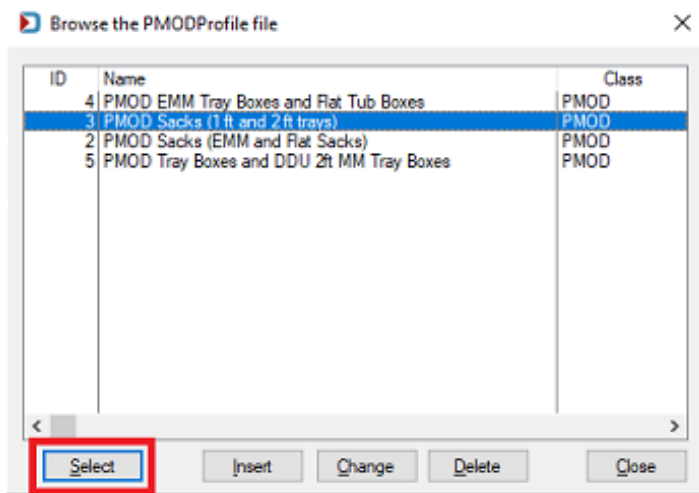 Browse the PMODProfile file
ID Name Class
4 PMOD EMM Tray Boxes and Flat Tub Boxes PMOD
3 PMOD Sacks (1 ft and 2 ft trays) PMOD
2 PMOD Sacks (EMM and Flat Sacks) PMOD
5 PMOD Tray Boxes and DDU 2ft MM Tray Boxes PMOD
Select Insert Change Delete Close